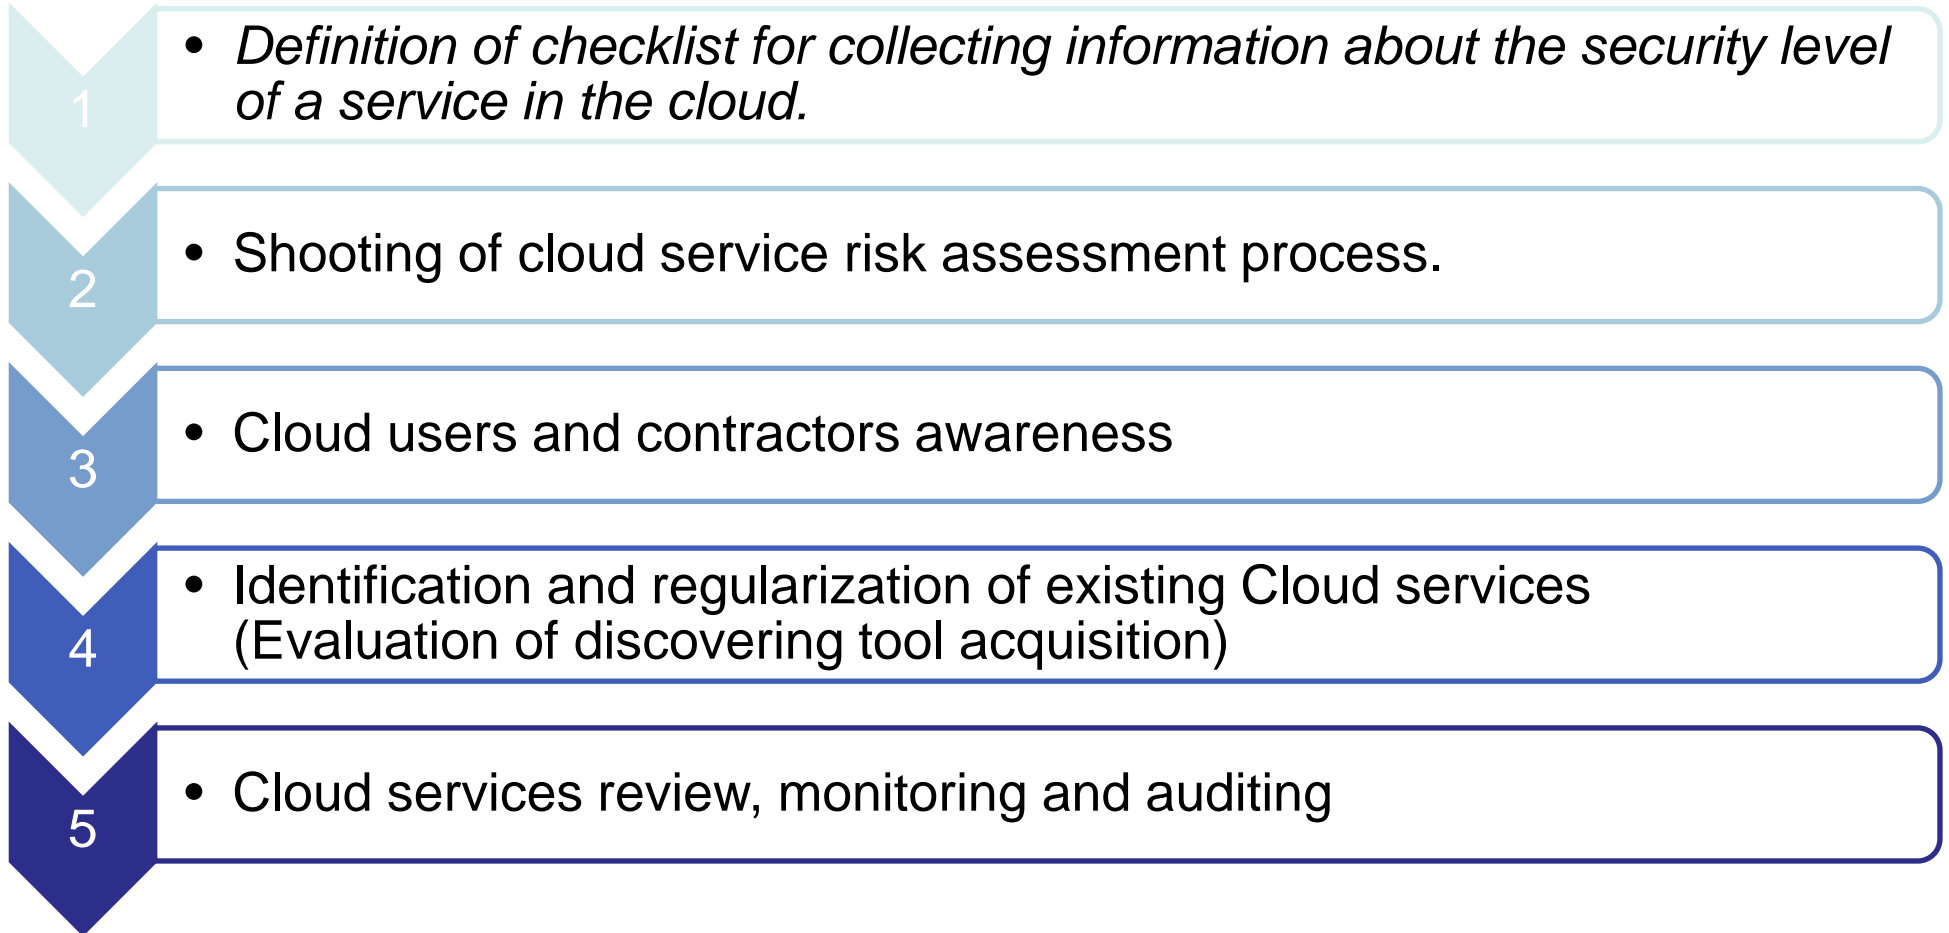 1
• Definition of checklist for collecting information about the security level
of a service in the cloud.
2
• Shooting of cloud service risk assessment process.
3
• Cloud users and contractors awareness
4
• Identification and regularization of existing Cloud services
(Evaluation of discovering tool acquisition)
5
• Cloud services review, monitoring and auditing